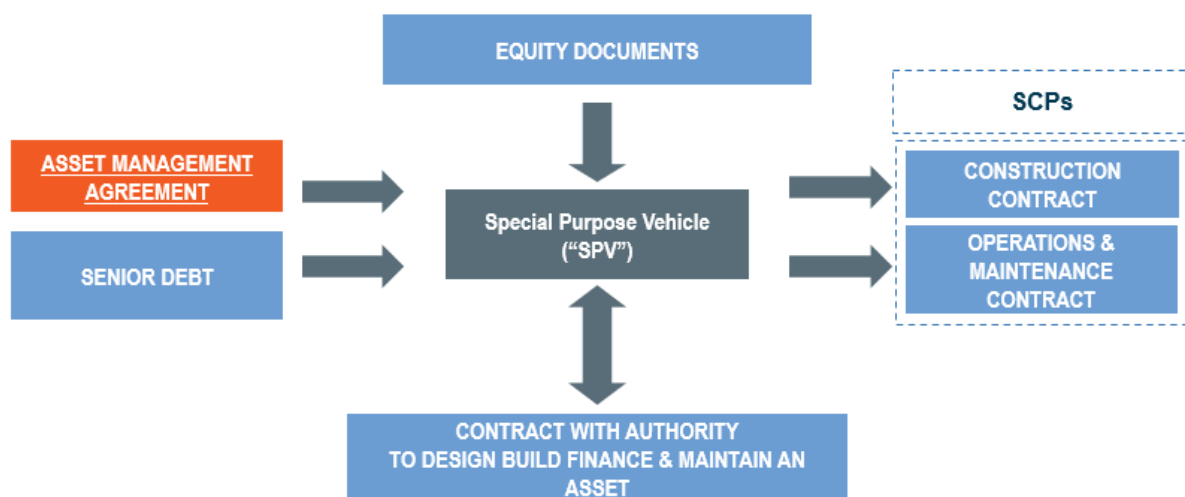 EQUITY DOCUMENTS
SCPs
ASSET MANAGEMENT
AGREEMENT
CONSTRUCTION
CONTRACT
Special Purpose Vehicle
(“SPV”)
SENIOR DEBT
OPERATIONS &
MAINTENANCE
CONTRACT
CONTRACT WITH AUTHORITY
TO DESIGN BUILD FINANCE & MAINTAIN AN
ASSET